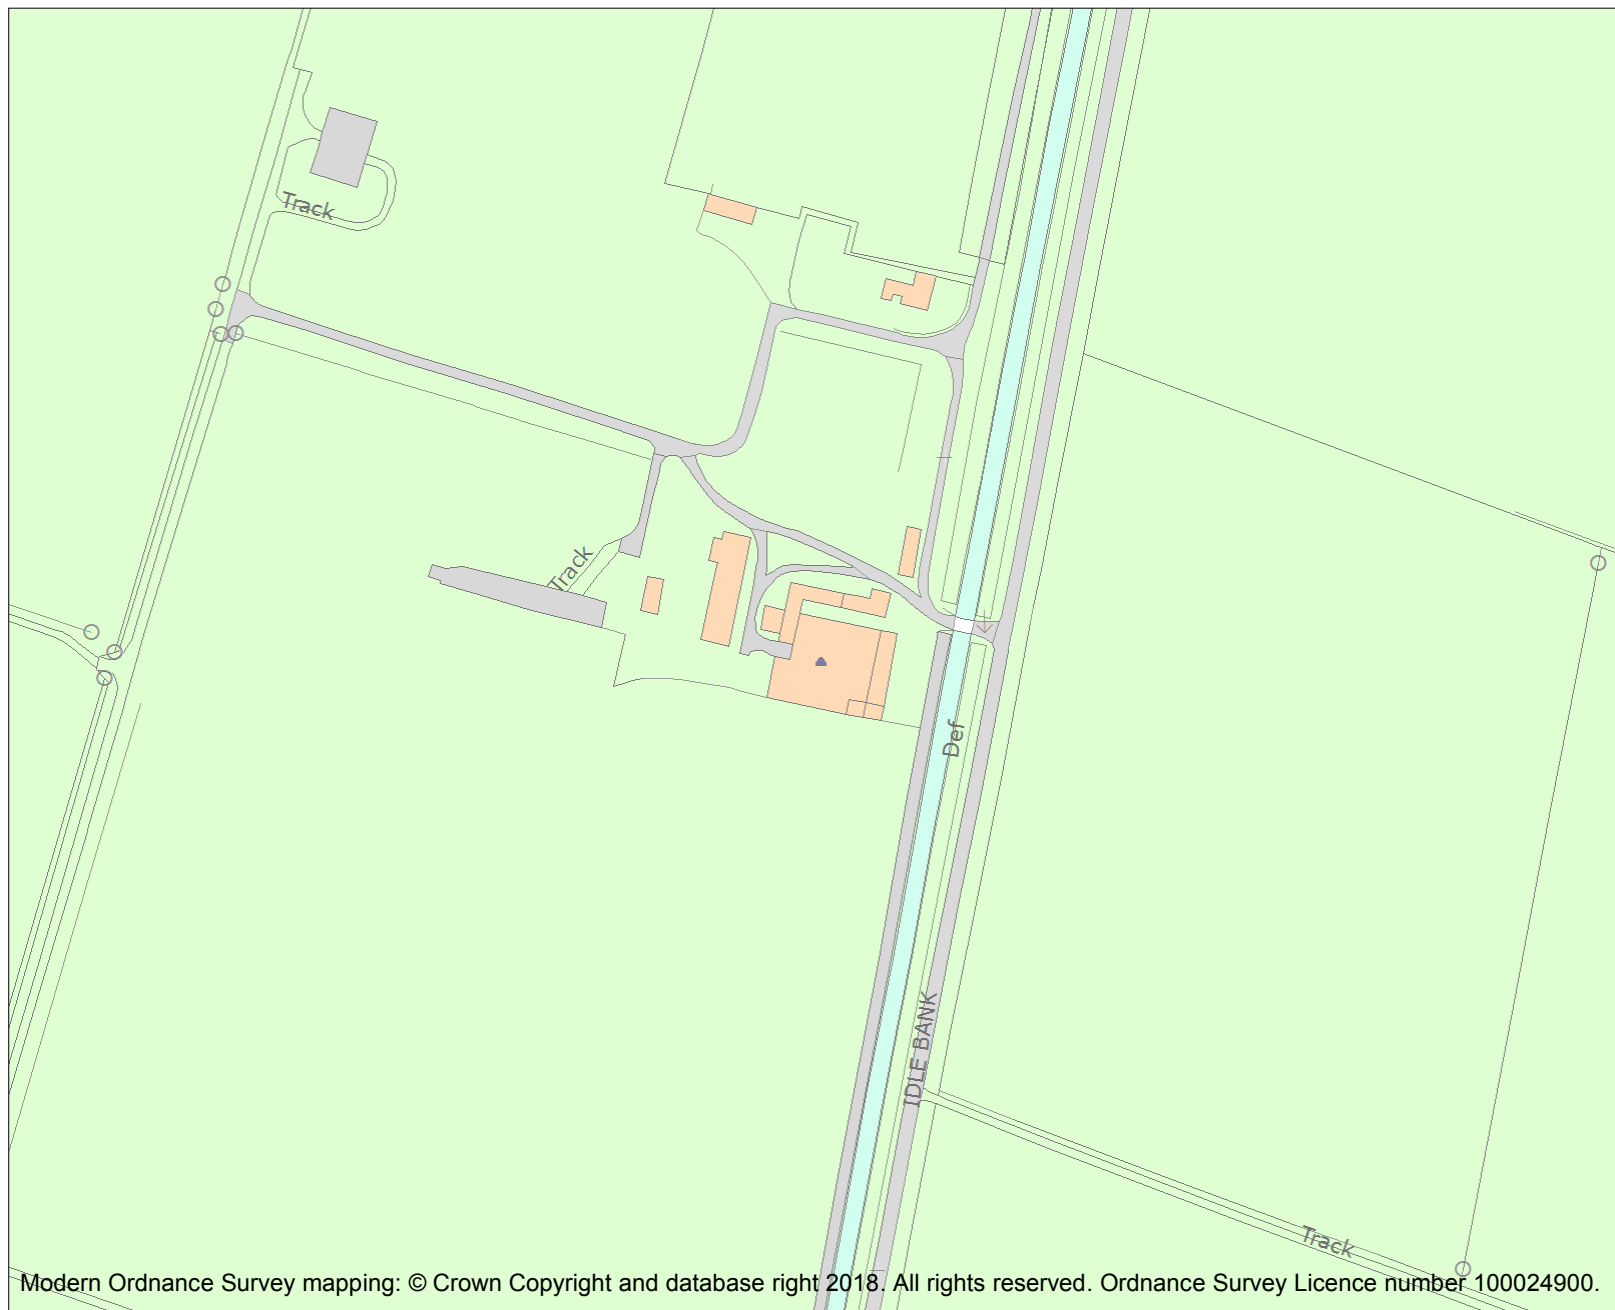 Track
Track
Def
IDLE BANK
Track
Modern Ordnance Survey mapping: © Crown Copyright and database right 2018. All rights reserved. Ordnance Survey Licence number 100024900.